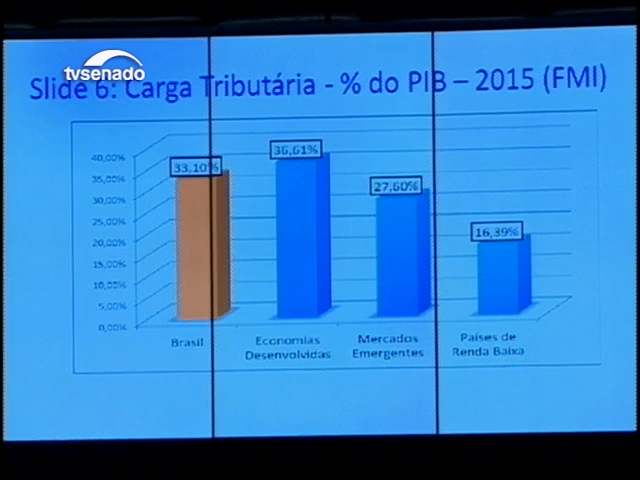 tvsenado
Slide 6: Carga Tributária - % do PIB – 2015 (FMI)
40,00%
35,00%
30,00%
25,00%
20,00%
15,00%
10,00%
5,00%
0,00%
33,10%
36,61%
27,60%
16,39%
Brasil
Economias
Desenvolvidas
Mercados
Emergentes
Países de
Renda Baixa